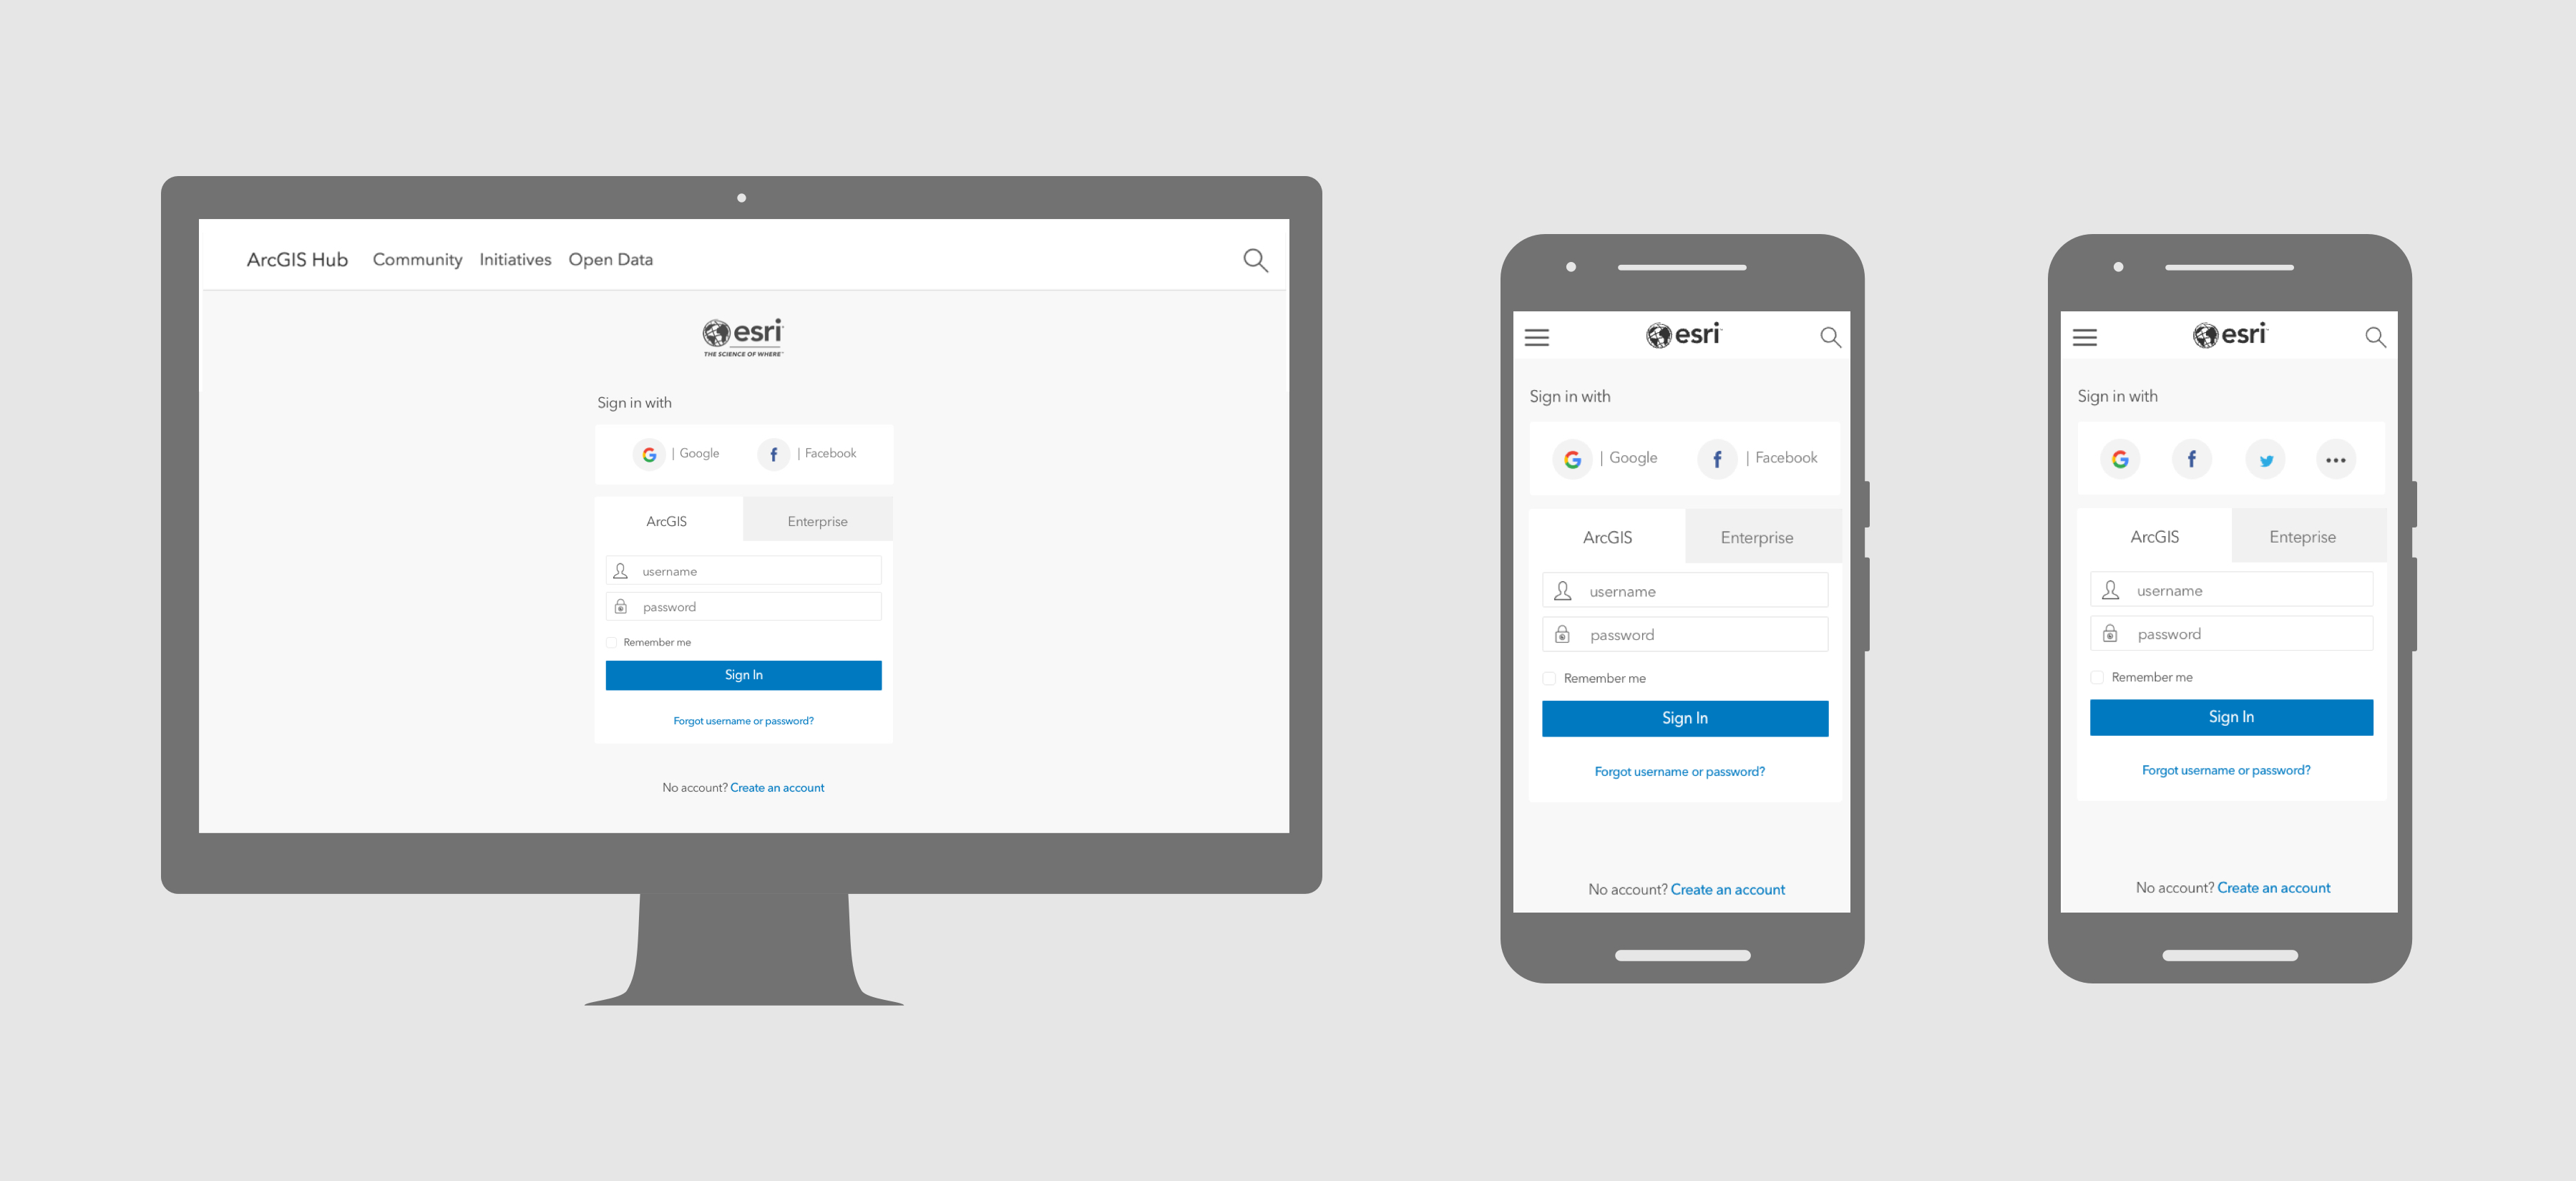 ArcGIS Hub Community Initiatives Open Data
esri
THE SCIENCE OF WHERE™
Sign in with
| Google | Facebook
ArcGIS Enterprise
username
password
Remember me
Sign In
Forgot username or password?
No account? Create an account
esri
Sign in with
| Google | Facebook
ArcGIS Enterprise
username
password
Remember me
Sign In
Forgot username or password?
No account? Create an account
esri
Sign in with
ArcGIS Enteprise
username
password
Remember me
Sign In
Forgot username or password?
No account? Create an account